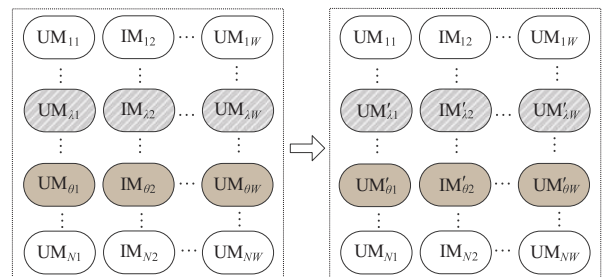 UM₁₁ IM₁₂ ··· UM₁W UM₁₁ IM₁₂ ··· UM₁W
⋮ ⋮ ⋮ ⋮ ⋮ ⋮
UMλ₁ IMλ₂ ... UMλW UM′λ₁ IM′λ₂ ... UM′λW
⋮ ⋮ ⋮ ⋮ ⋮ ⋮
UMθ₁ IMθ₂ ··· UMθW UM′θ₁ IM′θ₂ ··· UM′θW
⋮ ⋮ ⋮ ⋮ ⋮ ⋮
UMN₁ IMN₂ ··· UMNW UMN₁ IMN₂ ··· UMNW